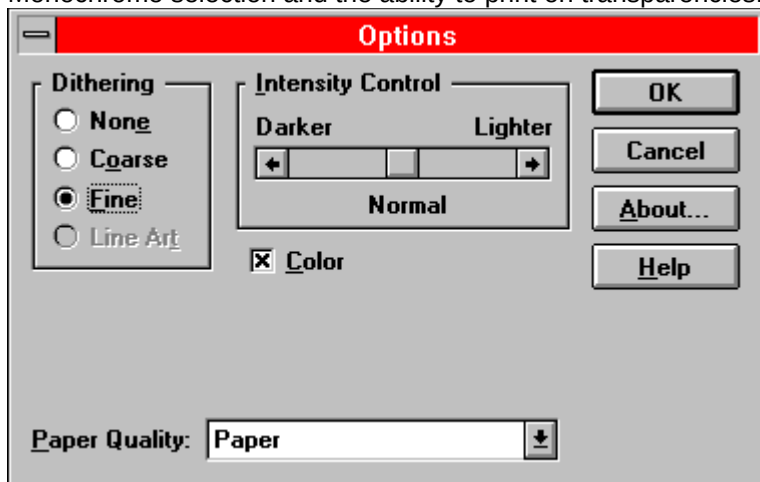 Monochrome selection and the ability to print on transparencies.
Options
Dithering
None
Coarse
Fine
Line Art
Intensity Control
Darker Lighter
Normal
Color
OK
Cancel
About...
Help
Paper Quality: Paper